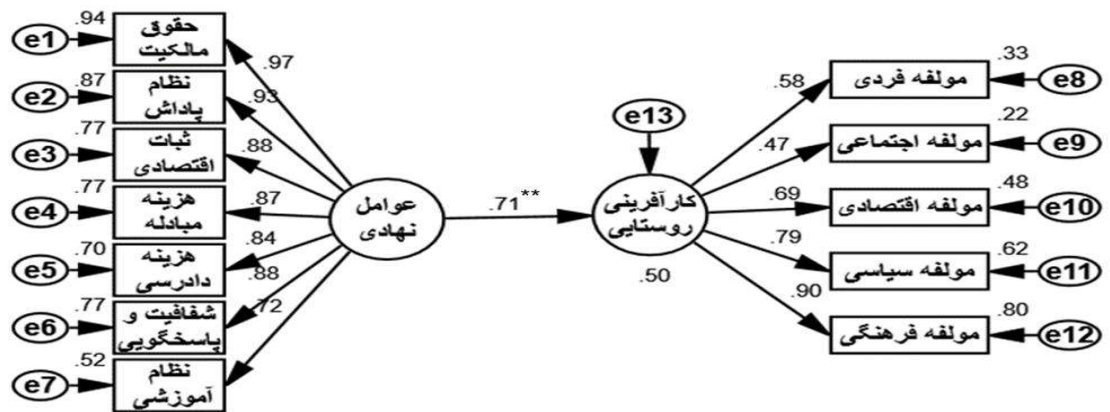 .94
e1
حقوق
مالکیت
.97
.87
e2
نظام
پاداش
.93
.77
e3
ثبات
اقتصادی
.88
.77
e4
هزینه
مبادله
.87
.70
e5
هزینه
دادرسی
.84
.77
e6
شفافیت و
پاسخگویی
.88
.52
e7
نظام
آموزشی
.72
عوامل
نهادی
.71**
e13
کارآفرینی
روستایی
.50
.58
مولفه فردی
.33
e8
.47
مولفه اجتماعی
.22
e9
.69
مولفه اقتصادی
.48
e10
.79
مولفه سیاسی
.62
e11
.90
مولفه فرهنگی
.80
e12